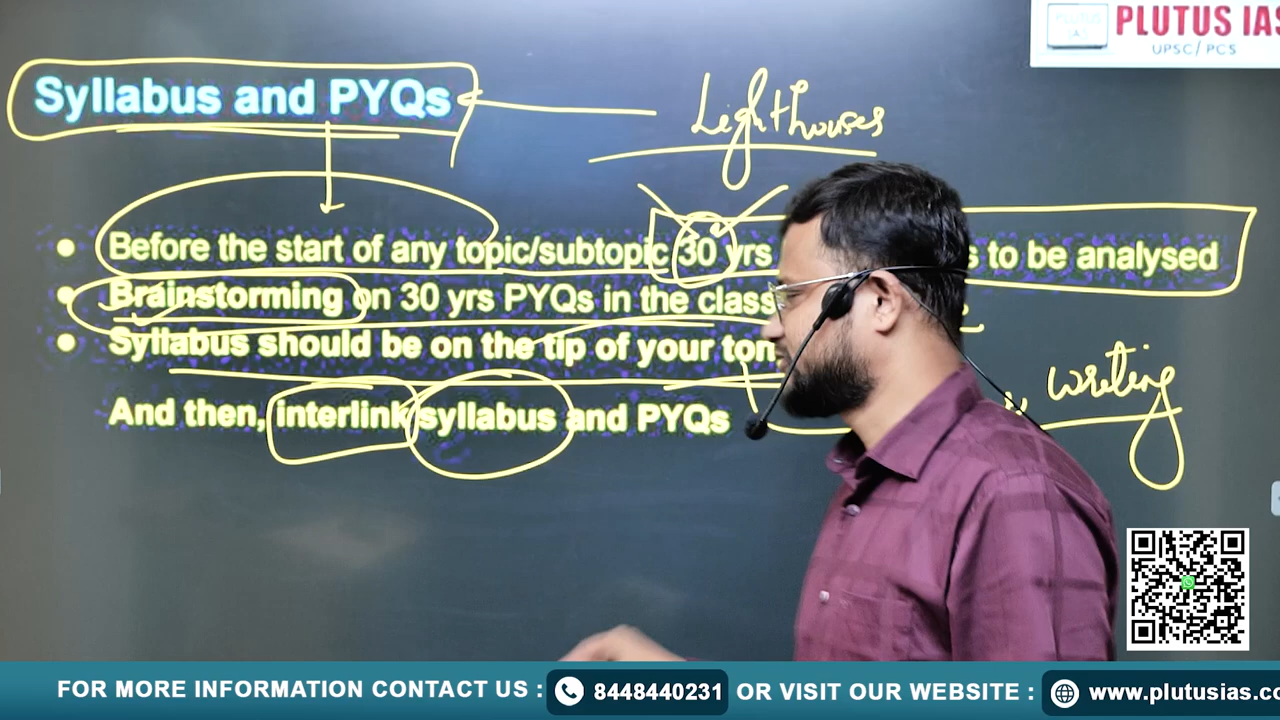 PLUTUS IAS
PLUTUS IAS
UPSC/ PCS
Syllabus and PYQs
Lighthouses
• Before the start of any topic/subtopic 30 yrs to be analysed
• Brainstorming on 30 yrs PYQs in the class
• Syllabus should be on the tip of your
writing
And then, interlink syllabus and PYQs
FOR MORE INFORMATION CONTACT US : 8448440231 OR VISIT OUR WEBSITE : www.plutusias.co